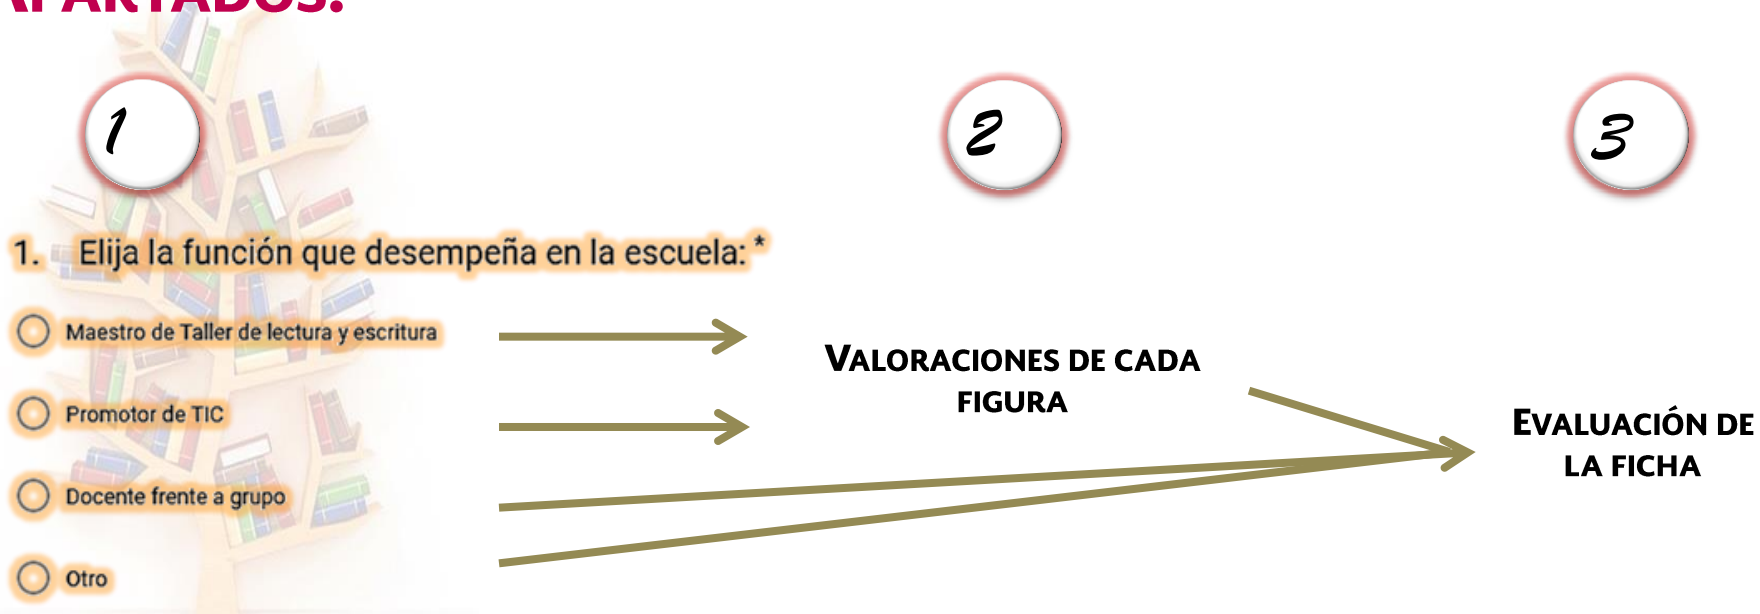 APARTADOS:
1
2
3
1. Elija la función que desempeña en la escuela: *
Maestro de Taller de lectura y escritura
Promotor de TIC
Docente frente a grupo
Otro
VALORACIONES DE CADA
FIGURA
EVALUACIÓN DE
LA FICHA